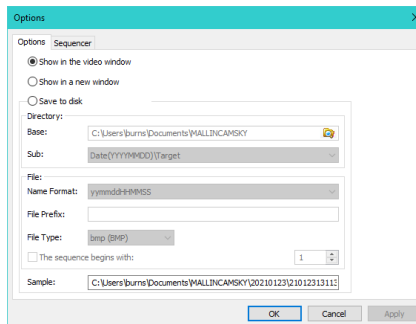 Options
Options Sequencer
Show in the video window
Show in a new window
Save to disk
Directory:
Base: C:\Users\burns\Documents\MALLINCAMSKY
Sub: Date(YYYYMMDD)\Target
File:
Name Format: yymmddHHMMSS
File Prefix:
File Type: bmp (BMP)
The sequence begins with: 1
Sample: C:\Users\burns\Documents\MALLINCAMSKY\20210123\2101231311
OK Cancel Apply